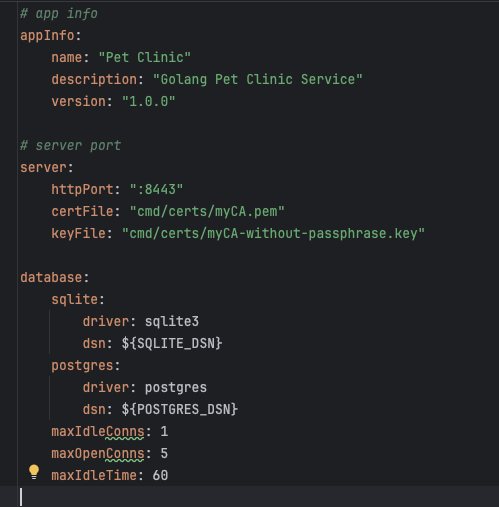 # app info
appInfo:
    name: "Pet Clinic"
    description: "Golang Pet Clinic Service"
    version: "1.0.0"

# server port
server:
    httpPort: ":8443"
    certFile: "cmd/certs/myCA.pem"
    keyFile: "cmd/certs/myCA-without-passphrase.key"

database:
    sqlite:
        driver: sqlite3
        dsn: ${SQLITE_DSN}
    postgres:
        driver: postgres
        dsn: ${POSTGRES_DSN}
    maxIdleConns: 1
    maxOpenConns: 5
    maxIdleTime: 60